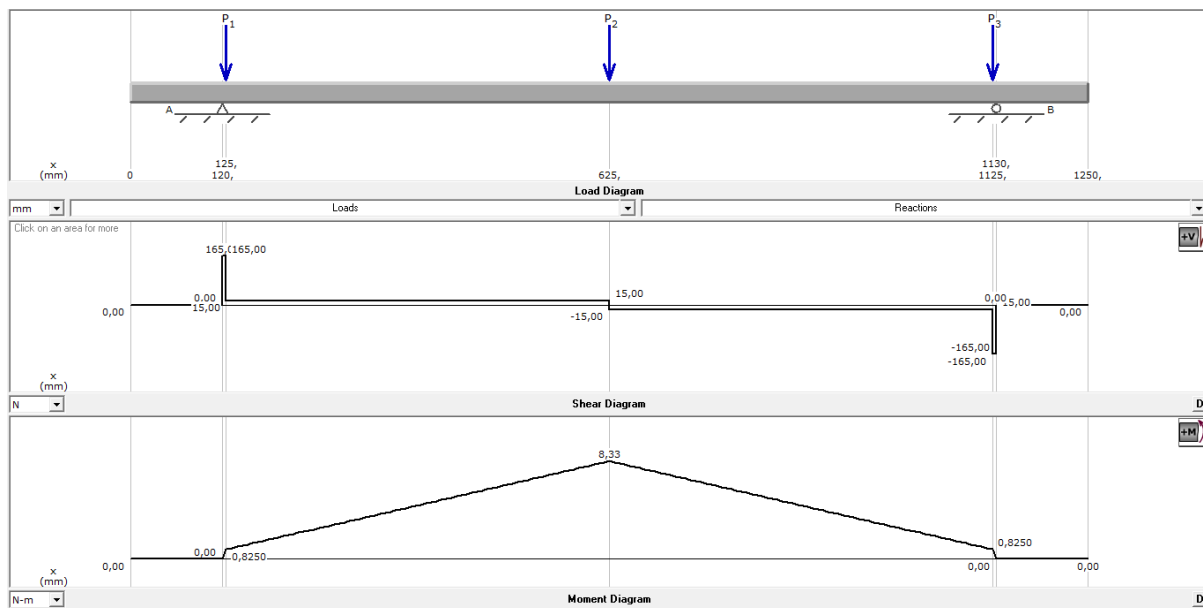 P1 P2 P3
A B
125, 1130,
x (mm) 0 120, 625, 1125, 1250,
Load Diagram
mm Loads Reactions
Click on an area for more
+V
165,00
0.00 15,00 0,00
0,00 15,00 0,00
-15,00
-165,00
-165,00
x (mm)
N Shear Diagram D
+M
8,33
0,00 0,8250 0,8250
0,00 0,00 0,00
x (mm)
N-m Moment Diagram D